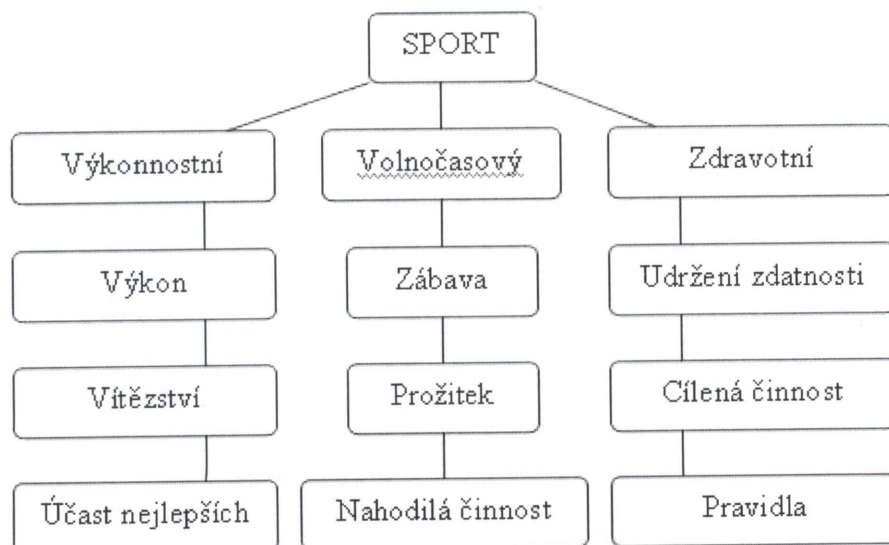 SPORT
Výkonnostní
Volnočasový
Zdravotní
Výkon
Zábava
Udržení zdatnosti
Vítězství
Prožitek
Cílená činnost
Účast nejlepších
Nahodilá činnost
Pravidla